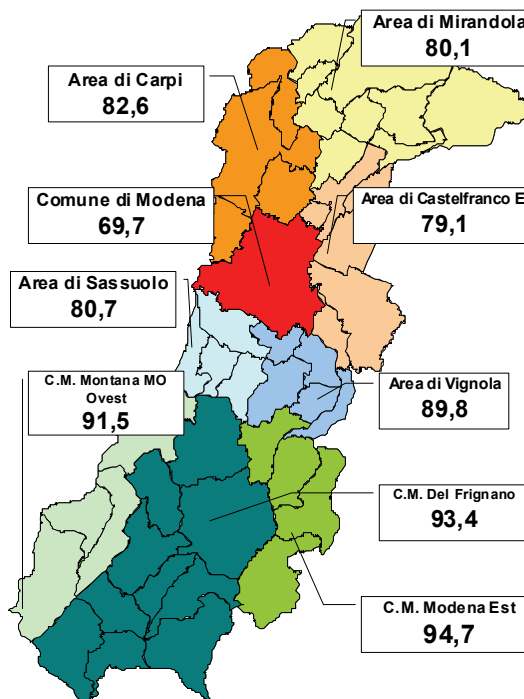 Area di Mirandola
80,1
Area di Carpi
82,6
Comune di Modena
69,7
Area di Castelfranco E
79,1
Area di Sassuolo
80,7
C.M. Montana MO
Ovest
91,5
Area di Vignola
89,8
C.M. Del Frignano
93,4
C.M. Modena Est
94,7